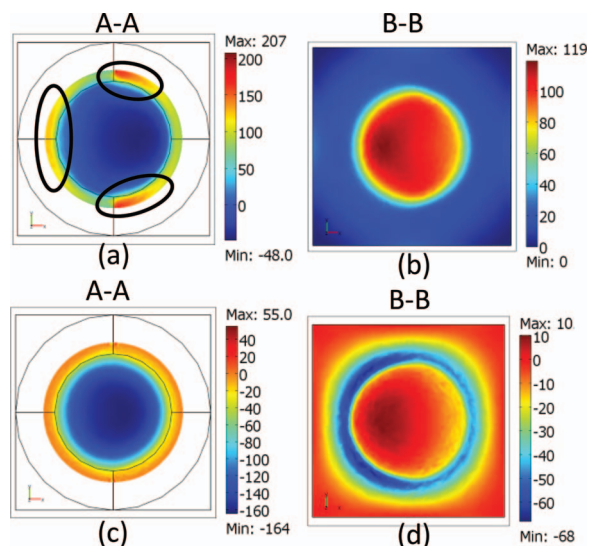 A-A
B-B
Max: 207
200
150
100
50
0
Min: -48.0
(a)
Max: 119
100
80
60
40
20
0
Min: 0
(b)
A-A
B-B
Max: 55.0
40
20
0
-20
-40
-60
-80
-100
-120
-140
-160
Min: -164
(c)
Max: 10
10
0
-10
-20
-30
-40
-50
-60
Min: -68
(d)